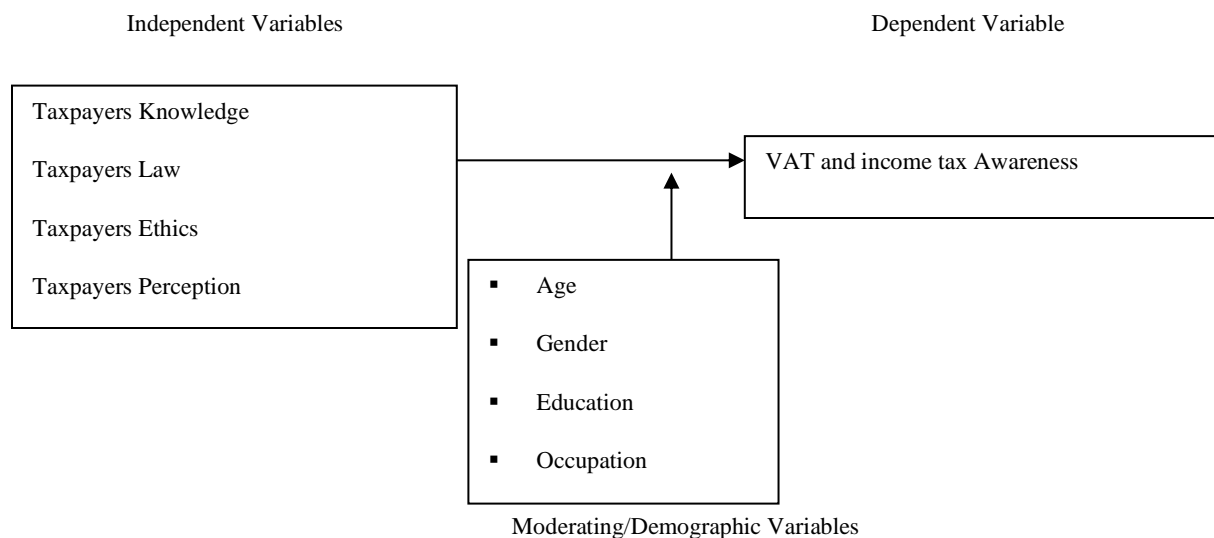 Independent Variables
Dependent Variable
Taxpayers Knowledge
Taxpayers Law
Taxpayers Ethics
Taxpayers Perception
VAT and income tax Awareness
▪ Age
▪ Gender
▪ Education
▪ Occupation
Moderating/Demographic Variables